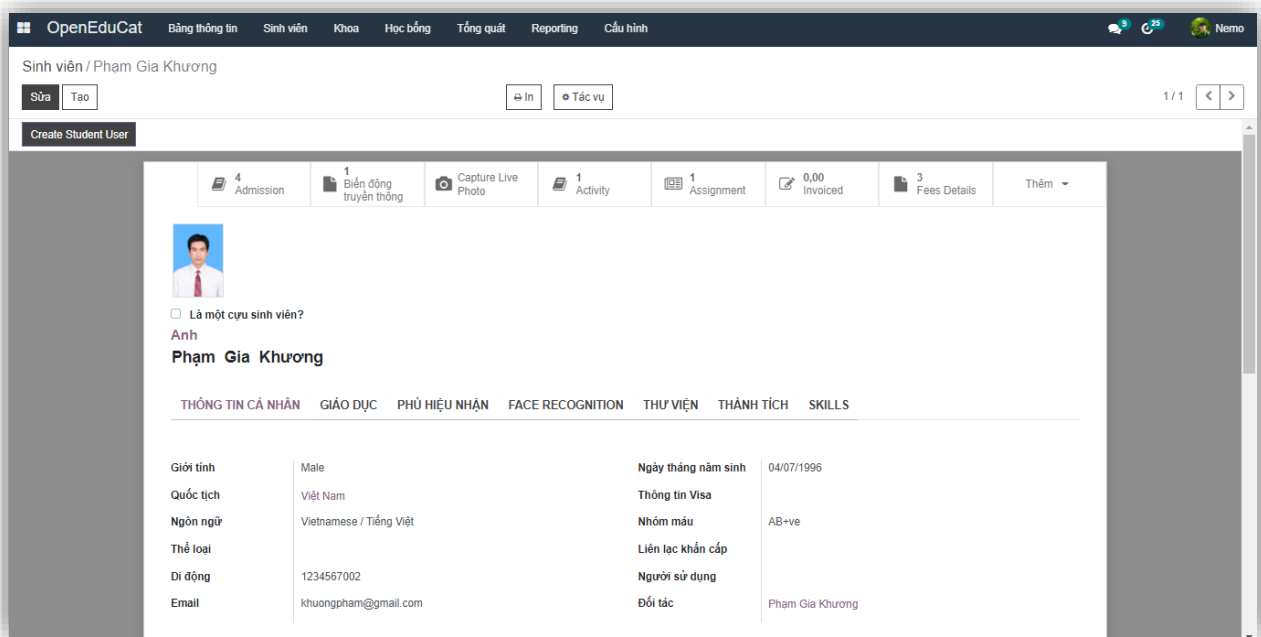 OpenEduCat Bảng thông tin Sinh viên Khoa Học bổng Tổng quát Reporting Cấu hình 9 25 Nemo
Sinh viên / Phạm Gia Khương
Sửa Tạo In Tác vụ 1 / 1
Create Student User
4 Admission
1 Biến động truyền thông
Capture Live Photo
1 Activity
1 Assignment
0,00 Invoiced
3 Fees Details
Thêm
Là một cựu sinh viên?
Anh
Phạm Gia Khương
THÔNG TIN CÁ NHÂN GIÁO DỤC PHÙ HIỆU NHẬN FACE RECOGNITION THƯ VIỆN THÀNH TÍCH SKILLS
Giới tính Male Ngày tháng năm sinh 04/07/1996
Quốc tịch Việt Nam Thông tin Visa
Ngôn ngữ Vietnamese / Tiếng Việt Nhóm máu AB+ve
Thể loại Liên lạc khẩn cấp
Di động 1234567002 Người sử dụng
Email khuongpham@gmail.com Đối tác Phạm Gia Khương